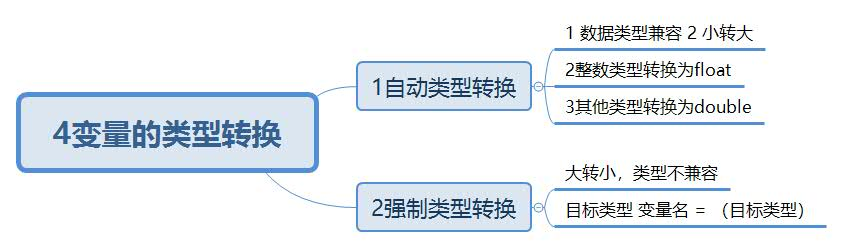 4变量的类型转换
1自动类型转换
1 数据类型兼容 2 小转大
2整数类型转换为float
3其他类型转换为double
2强制类型转换
大转小，类型不兼容
目标类型 变量名 = （目标类型）